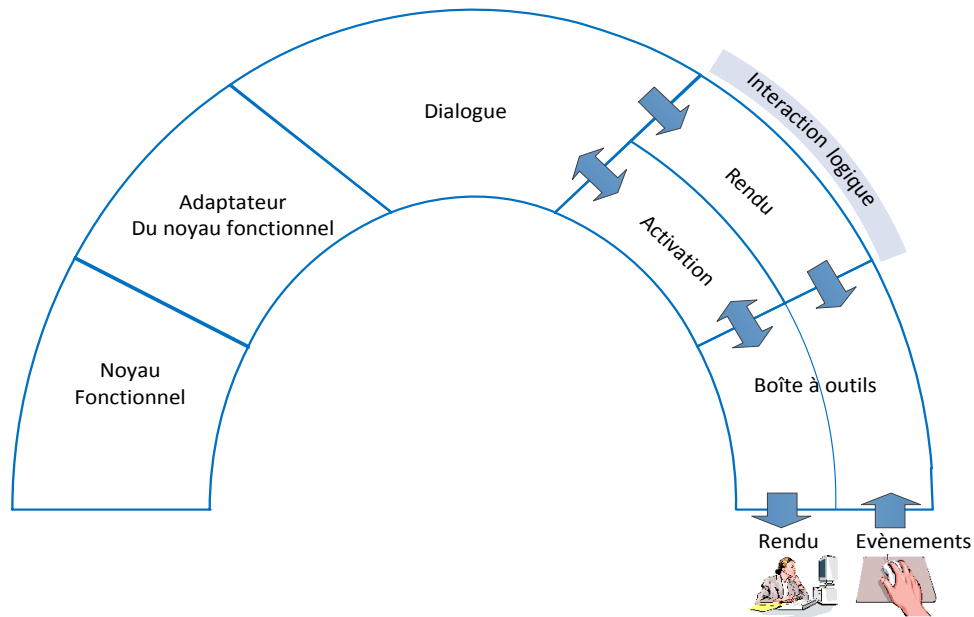 Dialogue
Interaction logique
Rendu
Adaptateur
Du noyau fonctionnel
Activation
Noyau
Fonctionnel
Boîte à outils
Rendu
Evènements